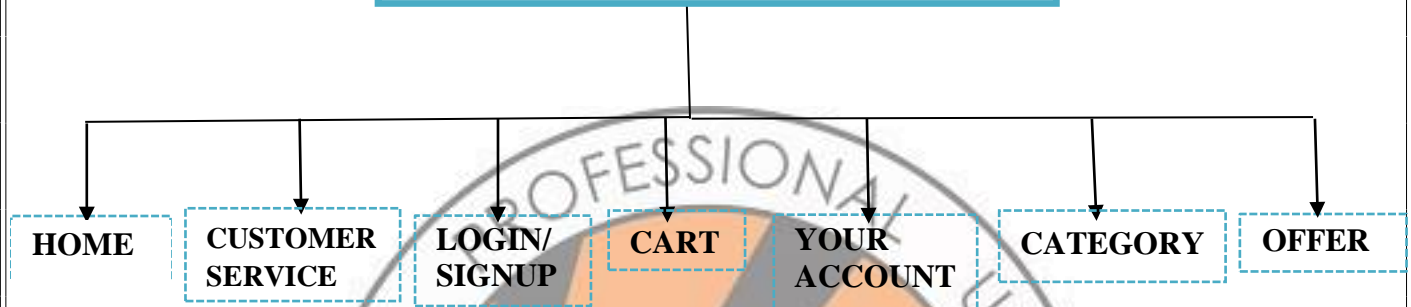 PROFESSIONAL U
HOME
CUSTOMER
SERVICE
LOGIN/
SIGNUP
CART
YOUR
ACCOUNT
CATEGORY
OFFER